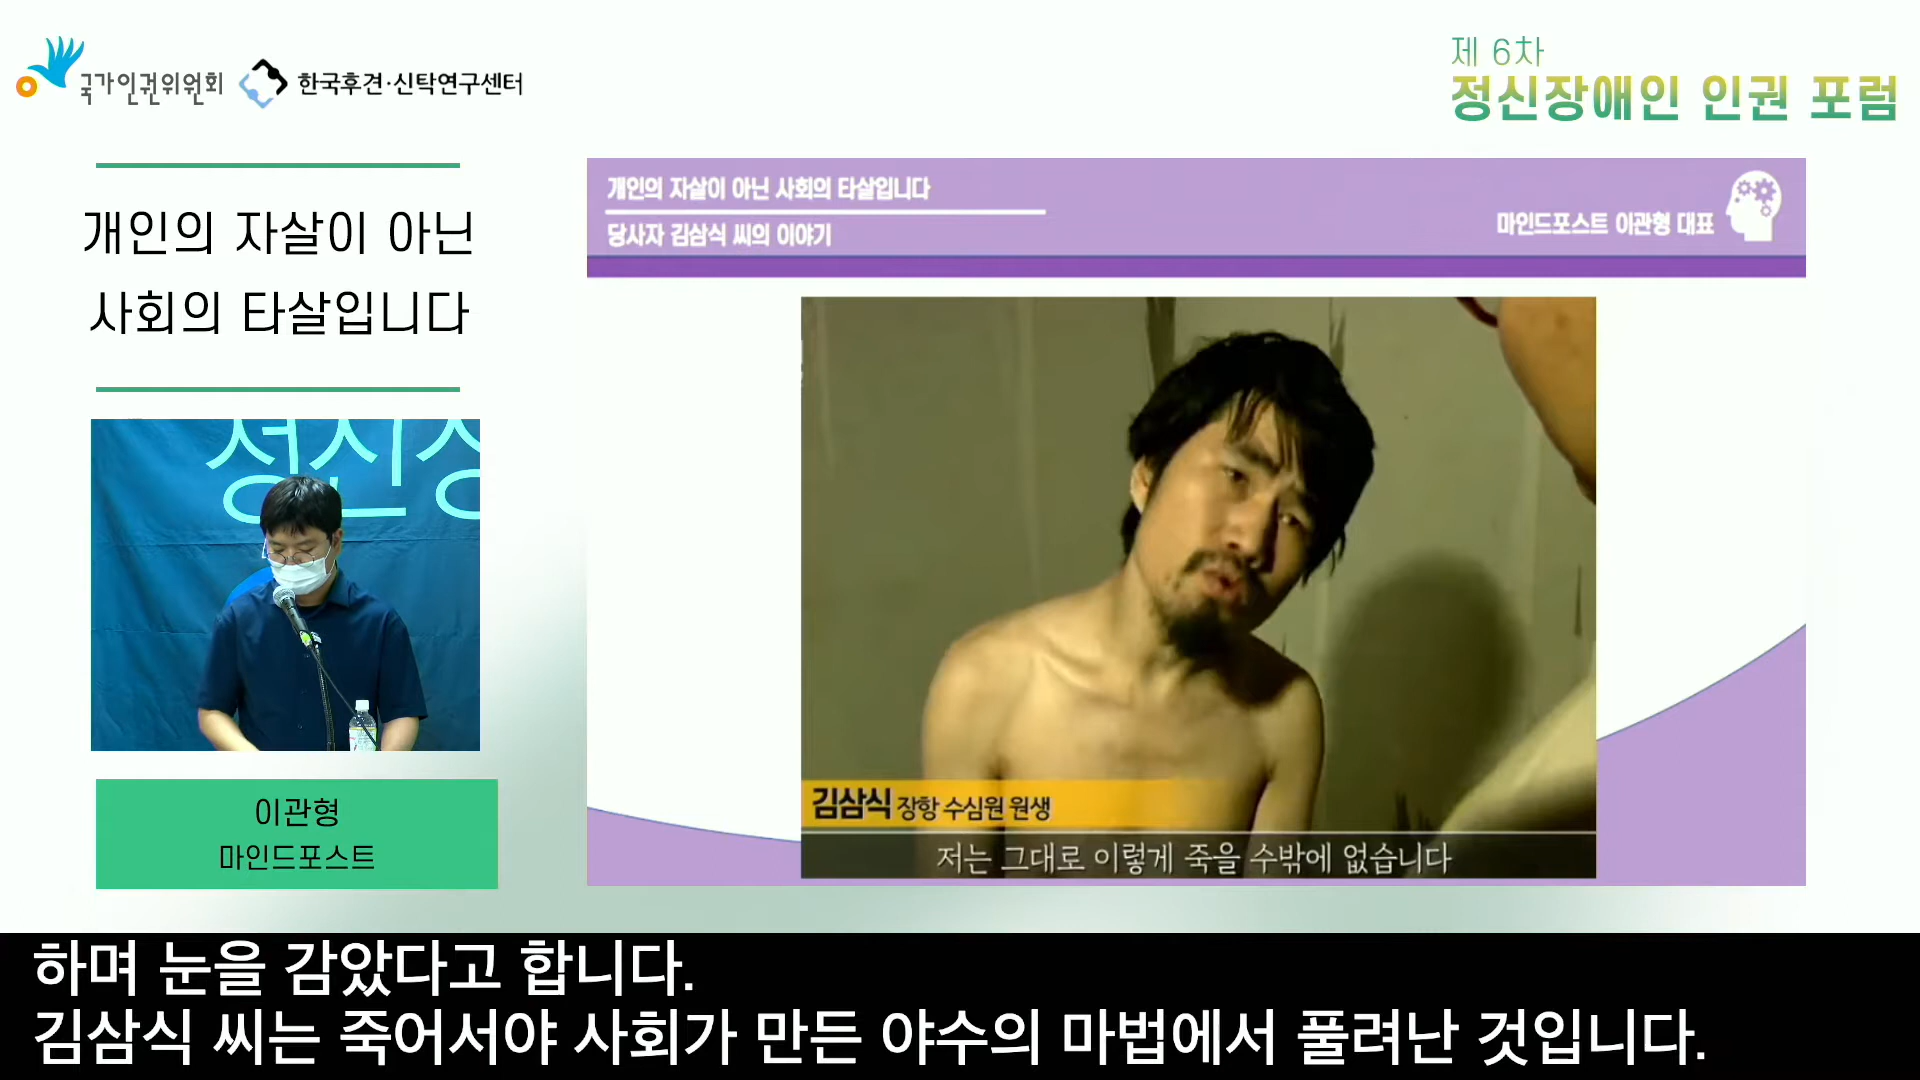 국가인권위원회
한국후견·신탁연구센터
제 6차
정신장애인 인권 포럼
개인의 자살이 아닌
사회의 타살입니다
개인의 자살이 아닌 사회의 타살입니다
당사자 김삼식 씨의 이야기
마인드포스트 이관형 대표
정신장
이관형
마인드포스트
김삼식 장항 수심원 원생
저는 그대로 이렇게 죽을 수밖에 없습니다
하며 눈을 감았다고 합니다.
김삼식 씨는 죽어서야 사회가 만든 야수의 마법에서 풀려난 것입니다.